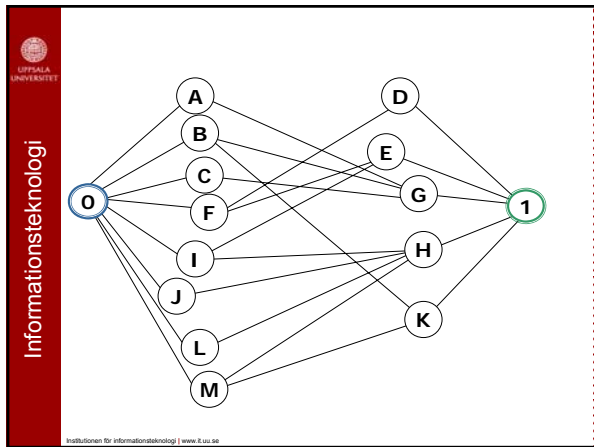 UPPSALA
UNIVERSITET
Informationsteknologi
A
D
B
E
C
G
0
F
1
I
H
J
K
L
M
Institutionen för informationsteknologi | www.it.uu.se